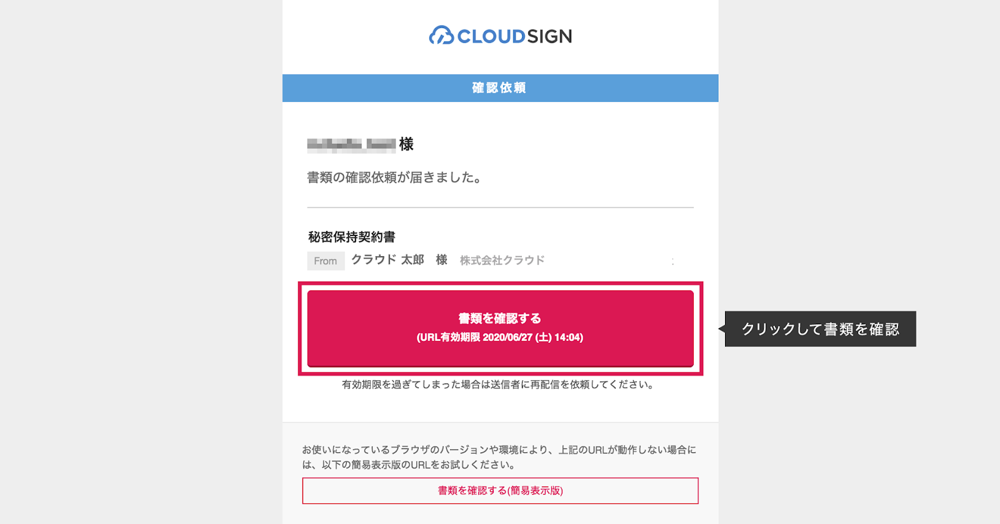 CLOUDSIGN
確認依頼
様
書類の確認依頼が届きました。
秘密保持契約書
From クラウド 太郎 様 株式会社クラウド
書類を確認する
(URL有効期限 2020/06/27 (土) 14:04)
クリックして書類を確認
有効期限を過ぎてしまった場合は送信者に再配信を依頼してください。
お使いになっているブラウザのバージョンや環境により、上記のURLが動作しない場合に
は、以下の簡易表示版のURLをお試しください。
書類を確認する(簡易表示版)